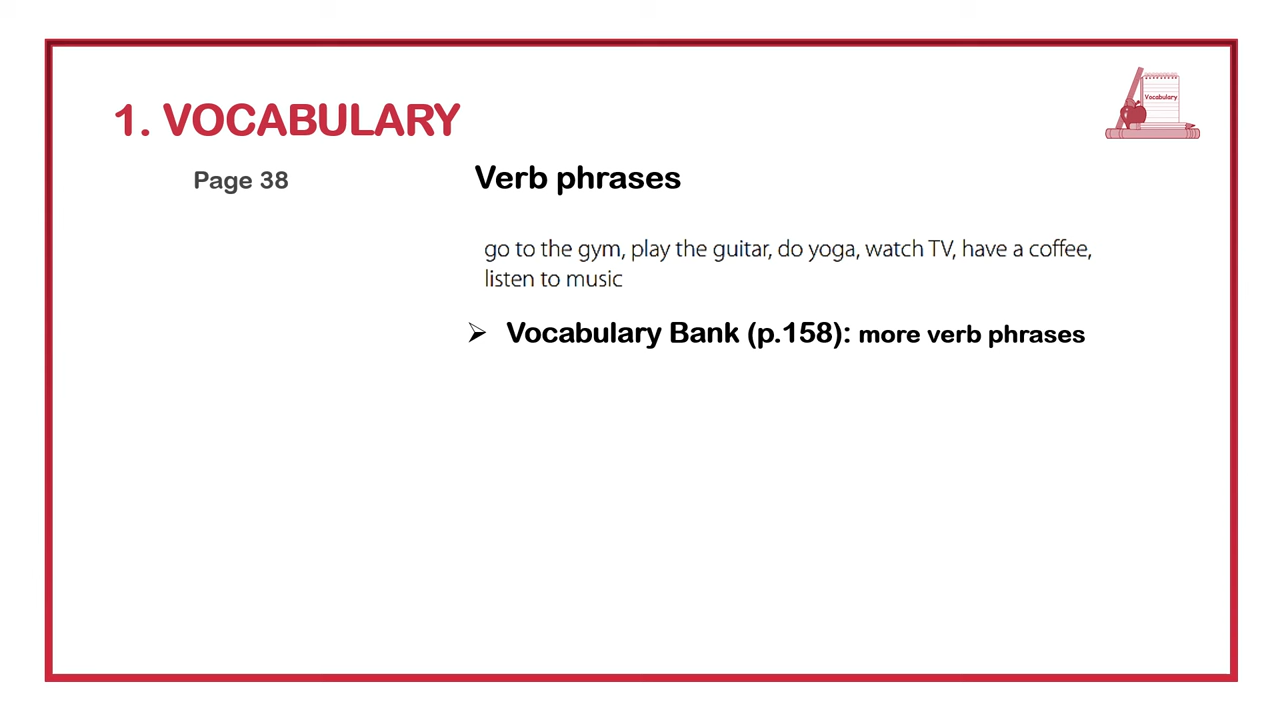 Vocabulary
1. VOCABULARY
Page 38
Verb phrases
go to the gym, play the guitar, do yoga, watch TV, have a coffee,
listen to music
➢ Vocabulary Bank (p.158): more verb phrases